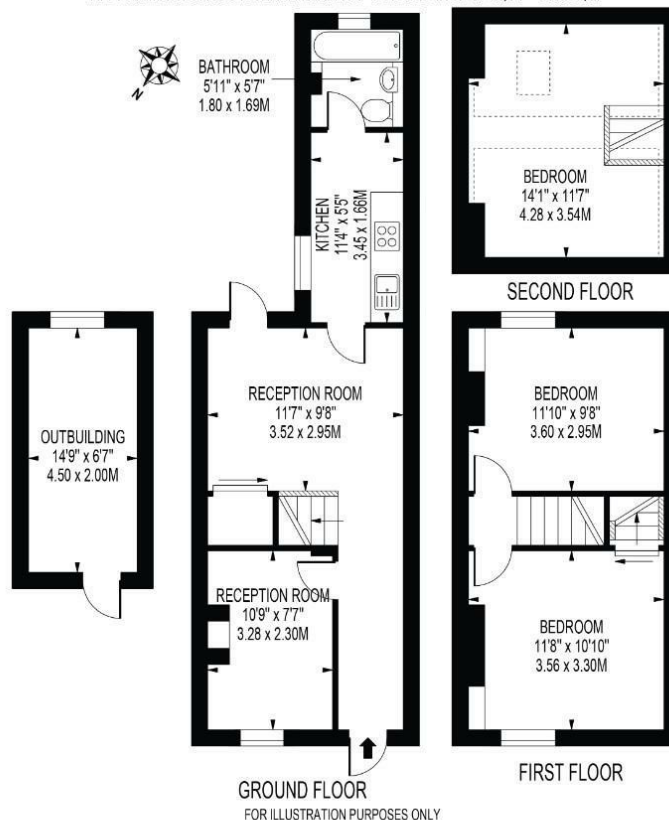 N
BATHROOM
5'11" x 5'7"
1.80 x 1.69M
KITCHEN
11'4" x 5'5"
3.45 x 1.66M
BEDROOM
14'1" x 11'7"
4.28 x 3.54M
SECOND FLOOR
OUTBUILDING
14'9" x 6'7"
4.50 x 2.00M
RECEPTION ROOM
11'7" x 9'8"
3.52 x 2.95M
BEDROOM
11'10" x 9'8"
3.60 x 2.95M
RECEPTION ROOM
10'9" x 7'7"
3.28 x 2.30M
BEDROOM
11'8" x 10'10"
3.56 x 3.30M
GROUND FLOOR
FIRST FLOOR
FOR ILLUSTRATION PURPOSES ONLY